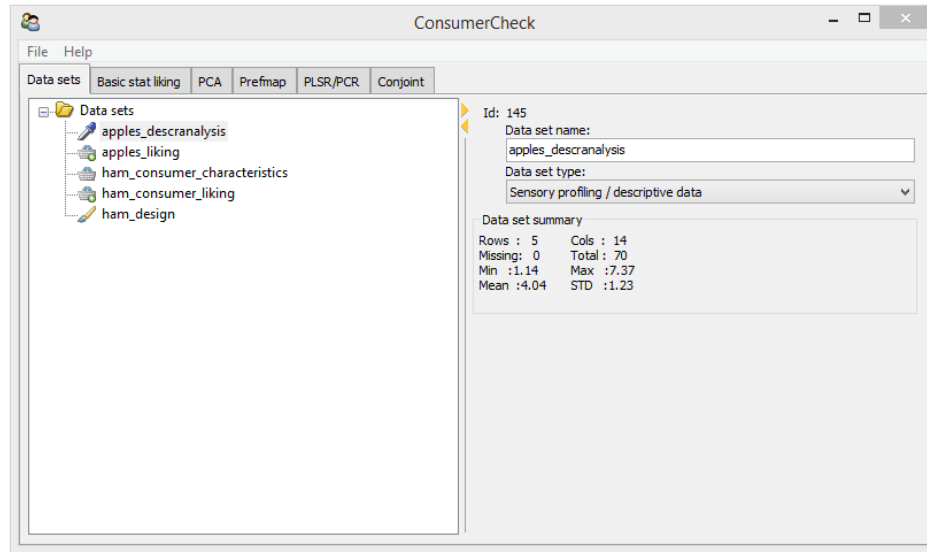 ConsumerCheck
File Help
Data sets Basic stat liking PCA Prefmap PLSR/PCR Conjoint
Data sets
apples_descranalysis
apples_liking
ham_consumer_characteristics
ham_consumer_liking
ham_design
Id: 145
Data set name:
apples_descranalysis
Data set type:
Sensory profiling / descriptive data
Data set summary
Rows : 5 Cols : 14
Missing: 0 Total : 70
Min :1.14 Max :7.37
Mean :4.04 STD :1.23